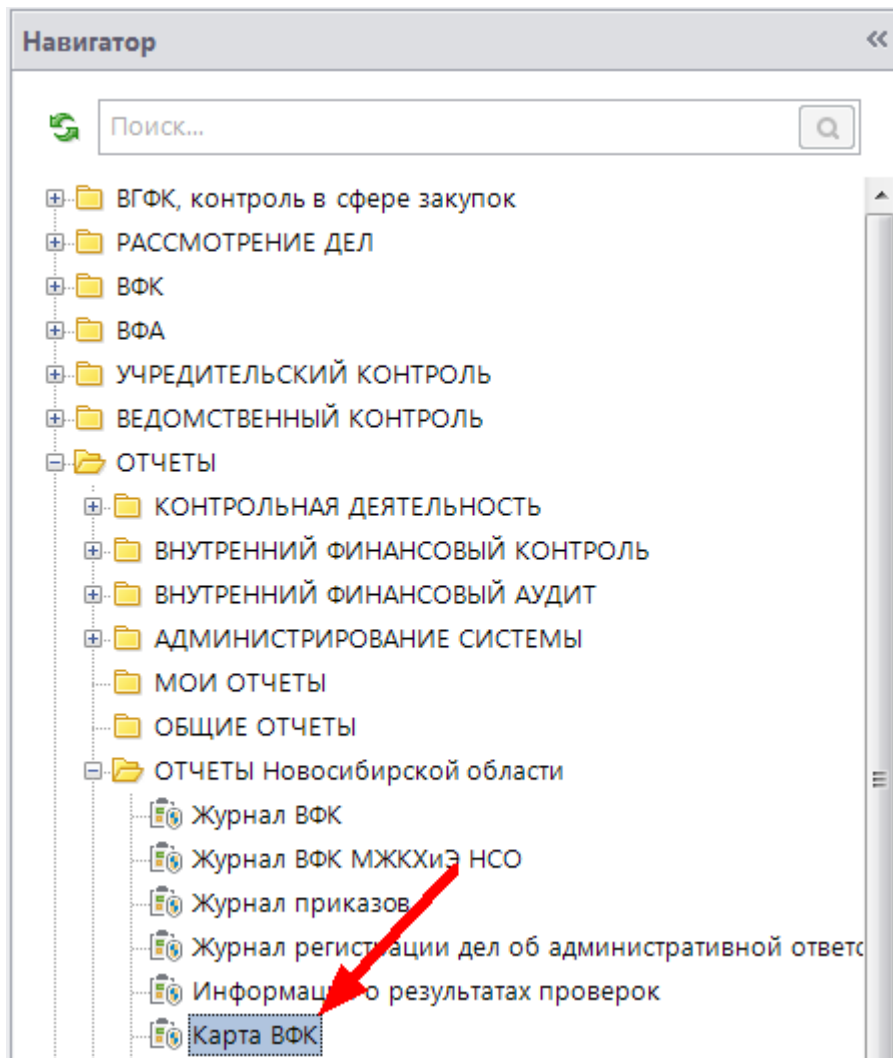 Навигатор
Поиск...
ВГФК, контроль в сфере закупок
РАССМОТРЕНИЕ ДЕЛ
ВФК
ВФА
УЧРЕДИТЕЛЬСКИЙ КОНТРОЛЬ
ВЕДОМСТВЕННЫЙ КОНТРОЛЬ
ОТЧЕТЫ
КОНТРОЛЬНАЯ ДЕЯТЕЛЬНОСТЬ
ВНУТРЕННИЙ ФИНАНСОВЫЙ КОНТРОЛЬ
ВНУТРЕННИЙ ФИНАНСОВЫЙ АУДИТ
АДМИНИСТРИРОВАНИЕ СИСТЕМЫ
МОИ ОТЧЕТЫ
ОБЩИЕ ОТЧЕТЫ
ОТЧЕТЫ Новосибирской области
Журнал ВФК
Журнал ВФК МЖКХиЭ НСО
Журнал приказов
Журнал регистрации дел об административной ответс
Информация о результатах проверок
Карта ВФК